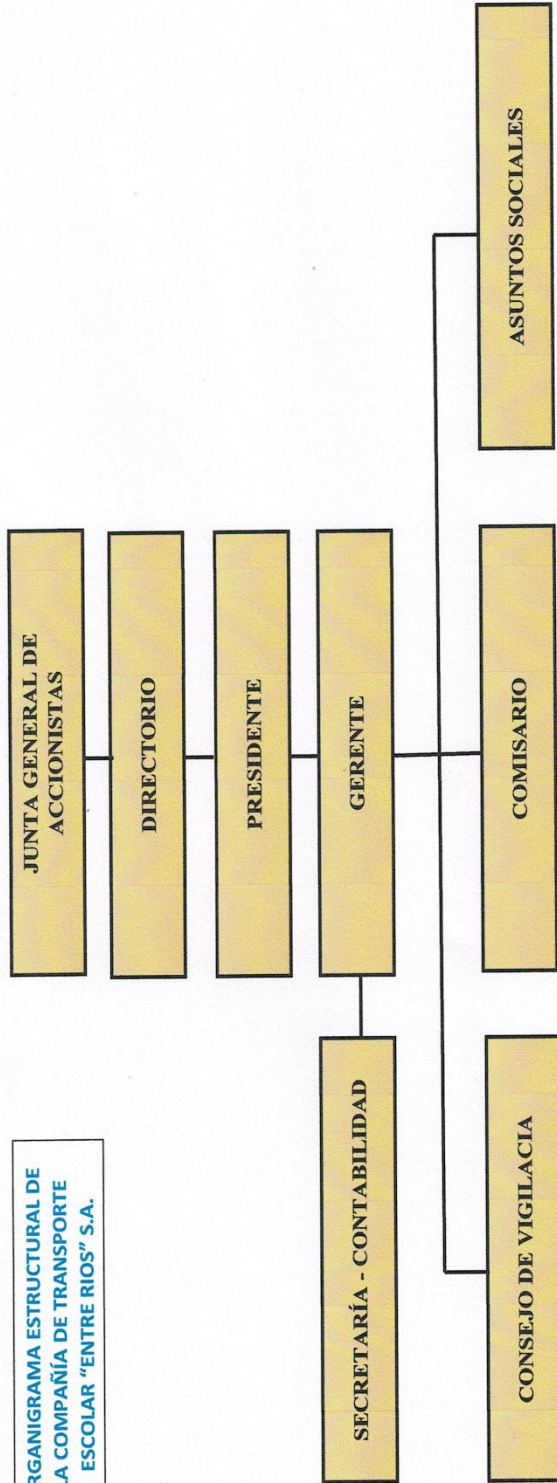 RGANIGRAMA ESTRUCTURAL DE
A COMPAÑÍA DE TRANSPORTE
ESCOLAR "ENTRE RIOS" S.A.
JUNTA GENERAL DE
ACCIONISTAS
DIRECTORIO
PRESIDENTE
GERENTE
SECRETARÍA - CONTABILIDAD
CONSEJO DE VIGILACIA
COMISARIO
ASUNTOS SOCIALES